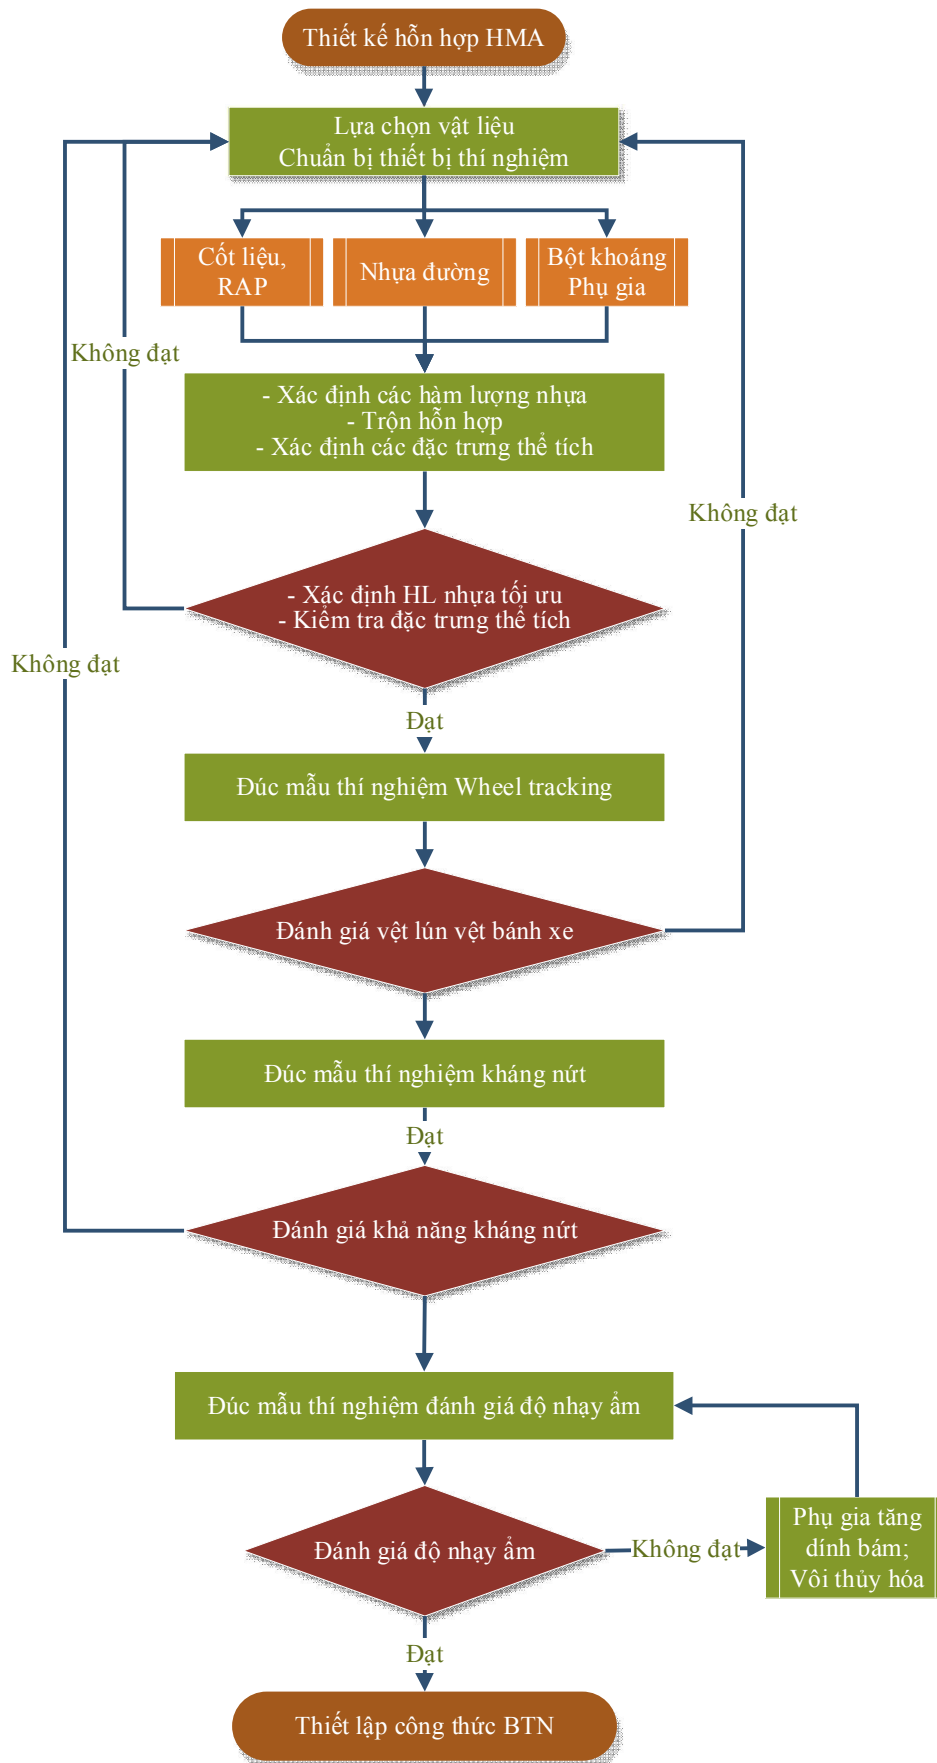 Thiết kế hỗn hợp HMA
Lựa chọn vật liệu
Chuẩn bị thiết bị thí nghiệm
Cốt liệu,
RAP
Nhựa đường
Bột khoáng
Phụ gia
Không đạt
- Xác định các hàm lượng nhựa
- Trộn hỗn hợp
- Xác định các đặc trưng thể tích
Không đạt
- Xác định HL nhựa tối ưu
- Kiểm tra đặc trưng thể tích
Không đạt
Đạt
Đúc mẫu thí nghiệm Wheel tracking
Đánh giá vệt lún vệt bánh xe
Đúc mẫu thí nghiệm kháng nứt
Đạt
Đánh giá khả năng kháng nứt
Đúc mẫu thí nghiệm đánh giá độ nhạy ẩm
Đánh giá độ nhạy ẩm
Không đạt
Phụ gia tăng
dính bám;
Vôi thủy hóa
Đạt
Thiết lập công thức BTN